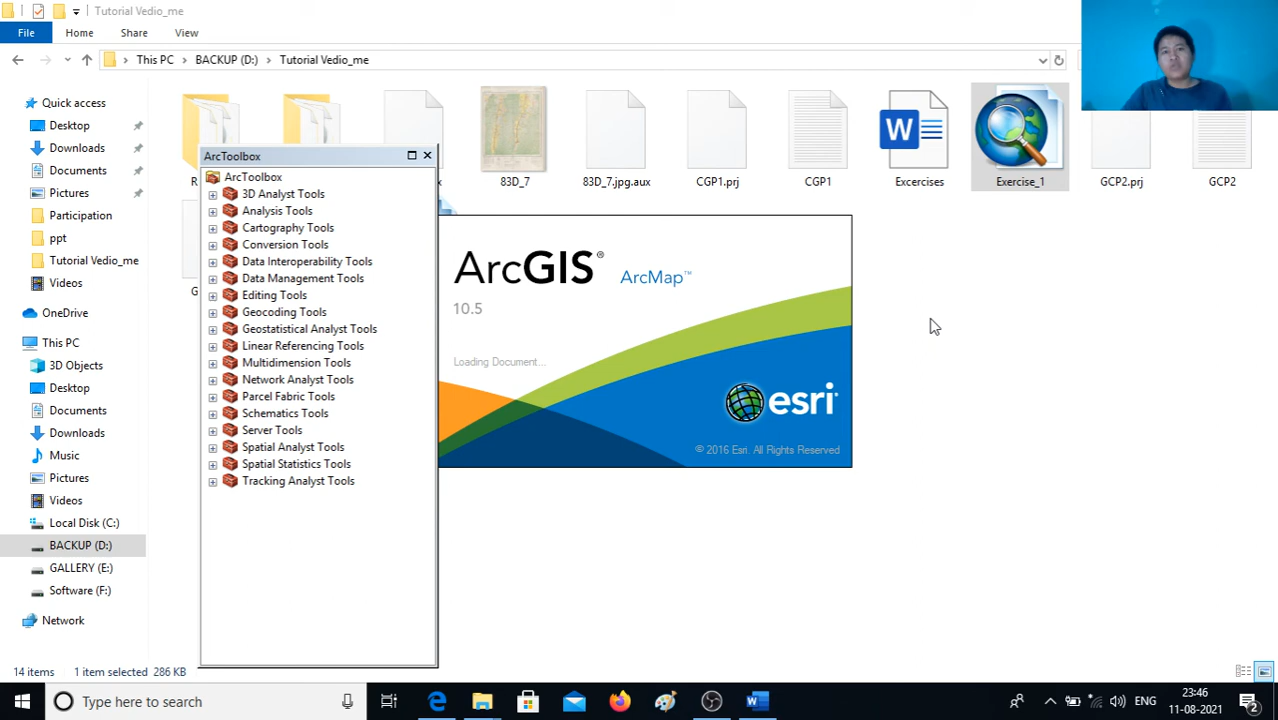 Tutorial Vedio_me
File Home Share View
This PC BACKUP (D:) Tutorial Vedio_me
Quick access
Desktop
Downloads
Documents
Pictures
Participation
ppt
Tutorial Vedio_me
Videos
OneDrive
This PC
3D Objects
Desktop
Documents
Downloads
Music
Pictures
Videos
Local Disk (C:)
BACKUP (D:)
GALLERY (E:)
Software (F:)
Network
R
x
83D_7
83D_7.jpg.aux
CGP1.prj
CGP1
W
Excercises
Exercise_1
GCP2.prj
GCP2
G
ArcToolbox
ArcToolbox
3D Analyst Tools
Analysis Tools
Cartography Tools
Conversion Tools
Data Interoperability Tools
Data Management Tools
Editing Tools
Geocoding Tools
Geostatistical Analyst Tools
Linear Referencing Tools
Multidimension Tools
Network Analyst Tools
Parcel Fabric Tools
Schematics Tools
Server Tools
Spatial Analyst Tools
Spatial Statistics Tools
Tracking Analyst Tools
ArcGIS® ArcMap™
10.5
Loading Document...
esri
© 2016 Esri. All Rights Reserved
14 items 1 item selected 286 KB
Type here to search
W
ENG
23:46
11-08-2021
2